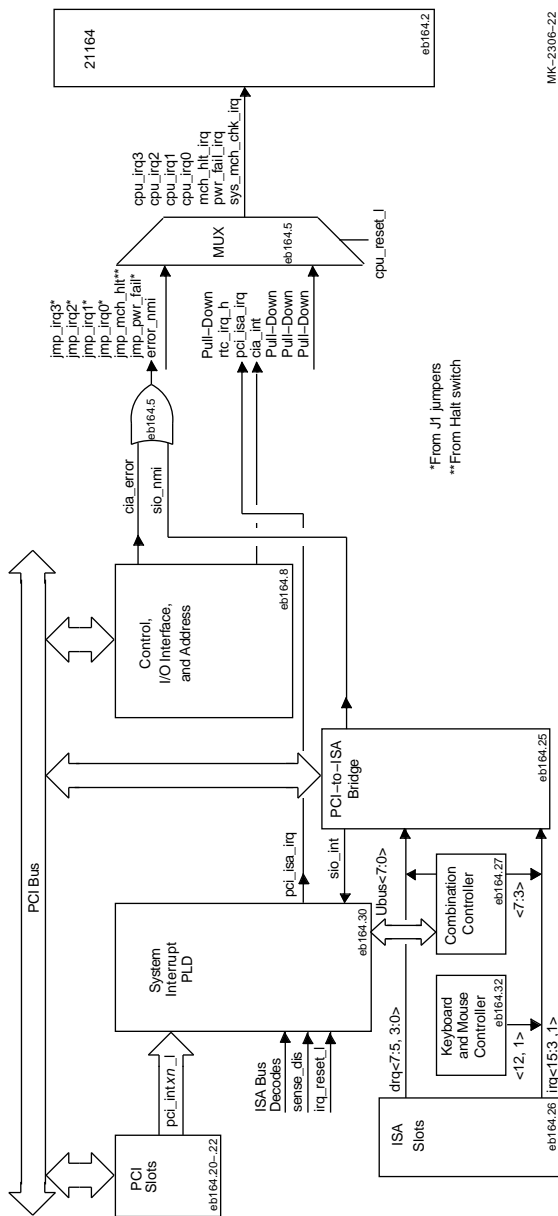 PCI Bus
PCI
Slots
eb164.20–.22
pci_intxn_l
ISA Bus
Decodes
sense_dis
irq_reset_l
System
Interrupt
PLD
eb164.30
pci_isa_irq
sio_int
Ubus<7:0>
ISA
Slots
eb164.26
drq<7:5, 3:0>
irq<15:3 ,1>
Keyboard
and Mouse
Controller
eb164.32
<12, 1>
Combination
Controller
eb164.27
<7:3>
PCI–to–ISA
Bridge
eb164.25
Control,
I/O Interface,
and Address
eb164.8
cia_error
sio_nmi
eb164.5
jmp_irq3*
jmp_irq2*
jmp_irq1*
jmp_irq0*
jmp_mch_hlt**
jmp_pwr_fail*
error_nmi
Pull–Down
rtc_irq_h
pci_isa_irq
cia_int
Pull–Down
Pull–Down
Pull–Down
MUX
eb164.5
cpu_reset_l
cpu_irq3
cpu_irq2
cpu_irq1
cpu_irq0
mch_hlt_irq
pwr_fail_irq
sys_mch_chk_irq
21164
eb164.2
*From J1 jumpers
**From Halt switch
MK–2306–22